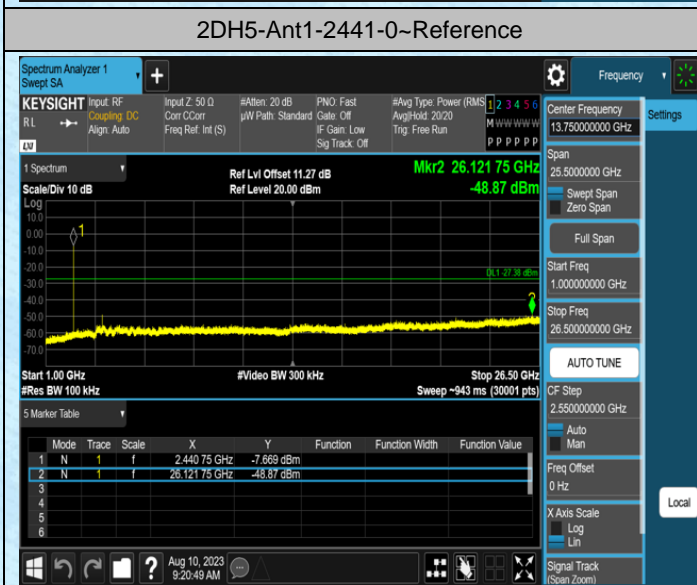 2DH5-Ant1-2441-0~Reference
Spectrum Analyzer 1
Swept SA
Frequency
KEYSIGHT
RL
Input: RF
Coupling: DC
Align: Auto
Input Z: 50 Ω
Corr CCorr
Freq Ref: Int (S)
#Atten: 20 dB
µW Path: Standard
PNO: Fast
Gate: Off
IF Gain: Low
Sig Track: Off
#Avg Type: Power (RMS
Avg|Hold: 20/20
Trig: Free Run
1 2 3 4 5 6
M W W W W W
P P P P P P
LXI
1 Spectrum
Scale/Div 10 dB
Ref Lvl Offset 11.27 dB
Ref Level 20.00 dBm
Mkr2 26.121 75 GHz
-48.87 dBm
Log
10.0
0.00
-10.0
-20.0
-30.0
-40.0
-50.0
-60.0
-70.0
1
2
DL1 -27.38 dBm
Start 1.00 GHz
#Res BW 100 kHz
#Video BW 300 kHz
Stop 26.50 GHz
Sweep ~943 ms (30001 pts)
5 Marker Table
Mode Trace Scale X Y Function Function Width Function Value
1 N 1 f 2.440 75 GHz -7.669 dBm
2 N 1 f 26.121 75 GHz -48.87 dBm
3
4
5
6
Aug 10, 2023
9:20:49 AM
Center Frequency
13.750000000 GHz
Span
25.5000000 GHz
Swept Span
Zero Span
Full Span
Start Freq
1.000000000 GHz
Stop Freq
26.500000000 GHz
AUTO TUNE
CF Step
2.550000000 GHz
Auto
Man
Freq Offset
0 Hz
X Axis Scale
Log
Lin
Signal Track
(Span Zoom)
Settings
Local